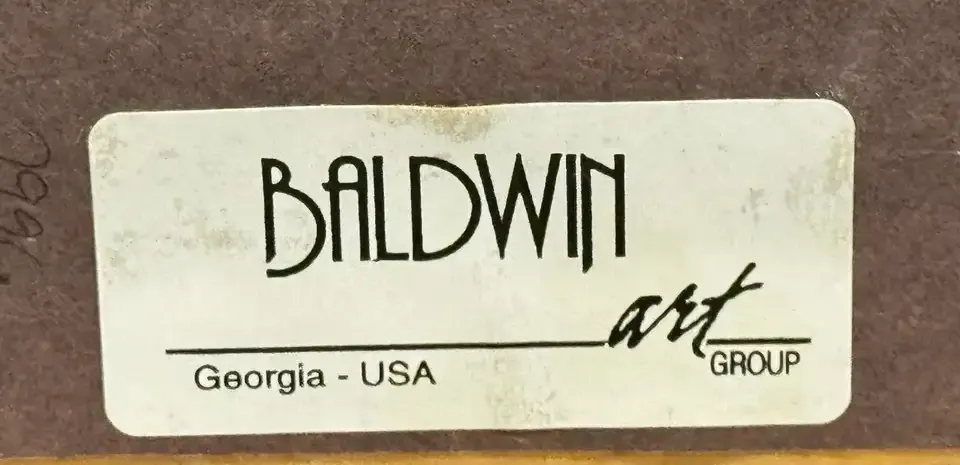 BALDWIN
art
GROUP
Georgia - USA